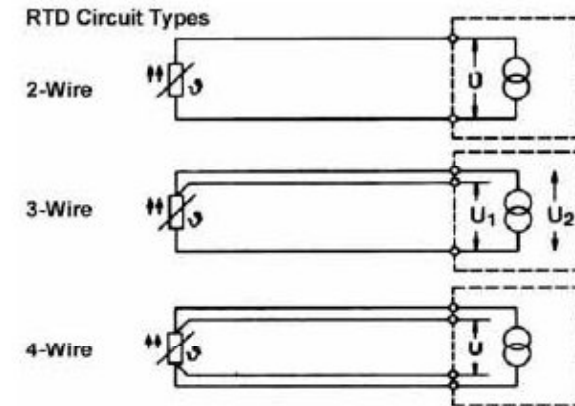 RTD Circuit Types
2-Wire
ϑ
U
3-Wire
ϑ
U1
U2
4-Wire
ϑ
U